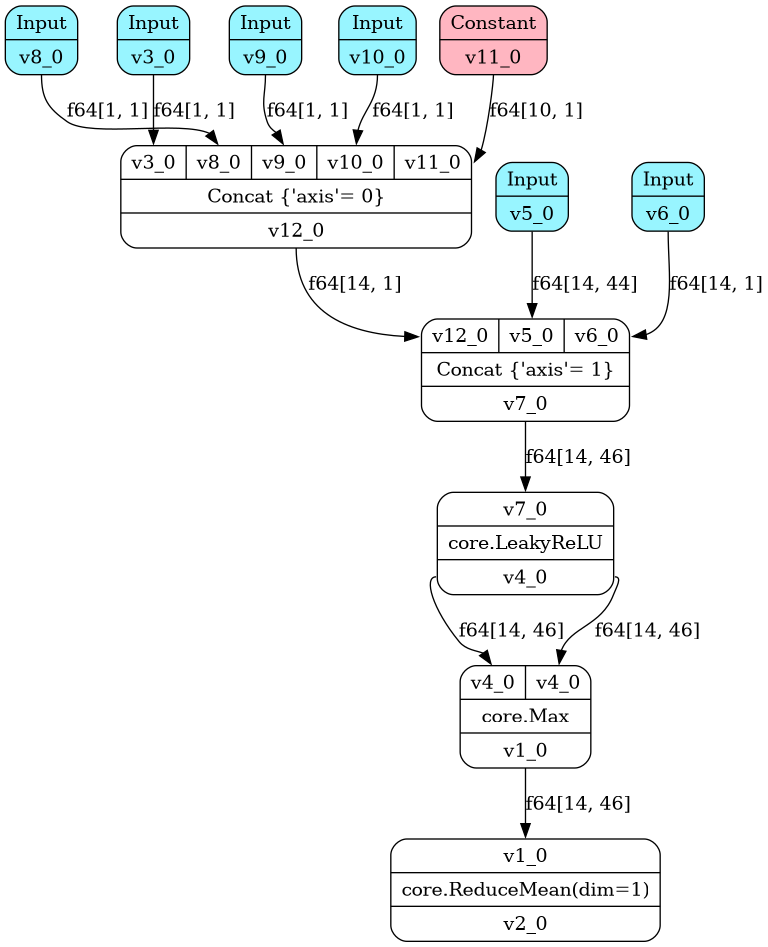 Input
v8_0
Input
v3_0
Input
v9_0
Input
v10_0
Constant
v11_0
f64[1, 1]
f64[1, 1]
f64[1, 1]
f64[1, 1]
f64[10, 1]
v3_0 v8_0 v9_0 v10_0 v11_0
Concat {'axis'= 0}
v12_0
Input
v5_0
Input
v6_0
f64[14, 1]
f64[14, 44]
f64[14, 1]
v12_0 v5_0 v6_0
Concat {'axis'= 1}
v7_0
f64[14, 46]
v7_0
core.LeakyReLU
v4_0
f64[14, 46]
f64[14, 46]
v4_0 v4_0
core.Max
v1_0
f64[14, 46]
v1_0
core.ReduceMean(dim=1)
v2_0